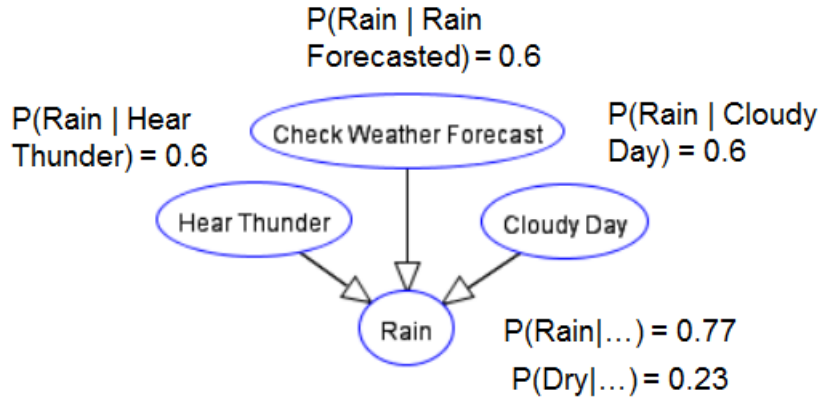 P(Rain | Rain
Forecasted) = 0.6
P(Rain | Hear
Thunder) = 0.6
Check Weather Forecast
P(Rain | Cloudy
Day) = 0.6
Hear Thunder
Cloudy Day
Rain
P(Rain|…) = 0.77
P(Dry|…) = 0.23